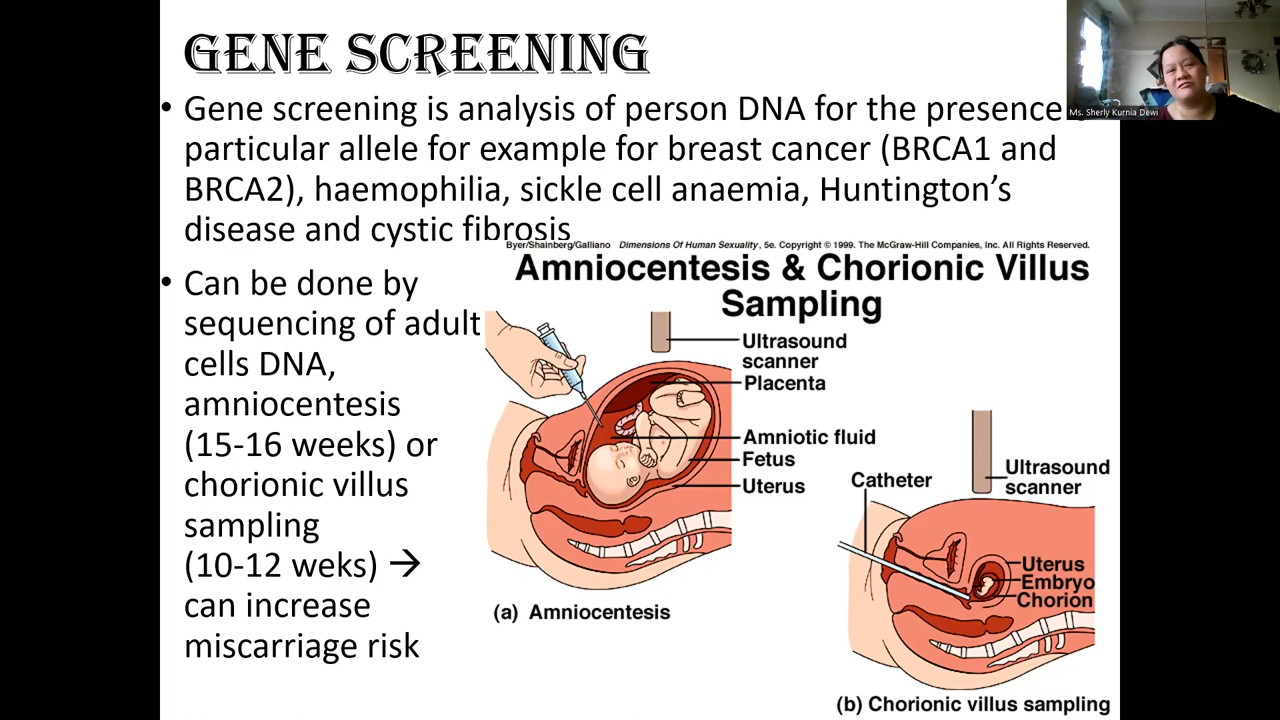 GENE SCREENING
• Gene screening is analysis of person DNA for the presence
particular allele for example for breast cancer (BRCA1 and
BRCA2), haemophilia, sickle cell anaemia, Huntington’s
disease and cystic fibrosis
• Can be done by
sequencing of adult
cells DNA,
amniocentesis
(15-16 weeks) or
chorionic villus
sampling
(10-12 weks) →
can increase
miscarriage risk
Ms. Sherly Kurnia Dewi
Byer/Shainberg/Galliano Dimensions Of Human Sexuality, 5e. Copyright © 1999. The McGraw-Hill Companies, Inc. All Rights Reserved.
Amniocentesis & Chorionic Villus
Sampling
Ultrasound
scanner
Placenta
Amniotic fluid
Fetus
Uterus
(a) Amniocentesis
Catheter
Ultrasound
scanner
Uterus
Embryo
Chorion
(b) Chorionic villus sampling